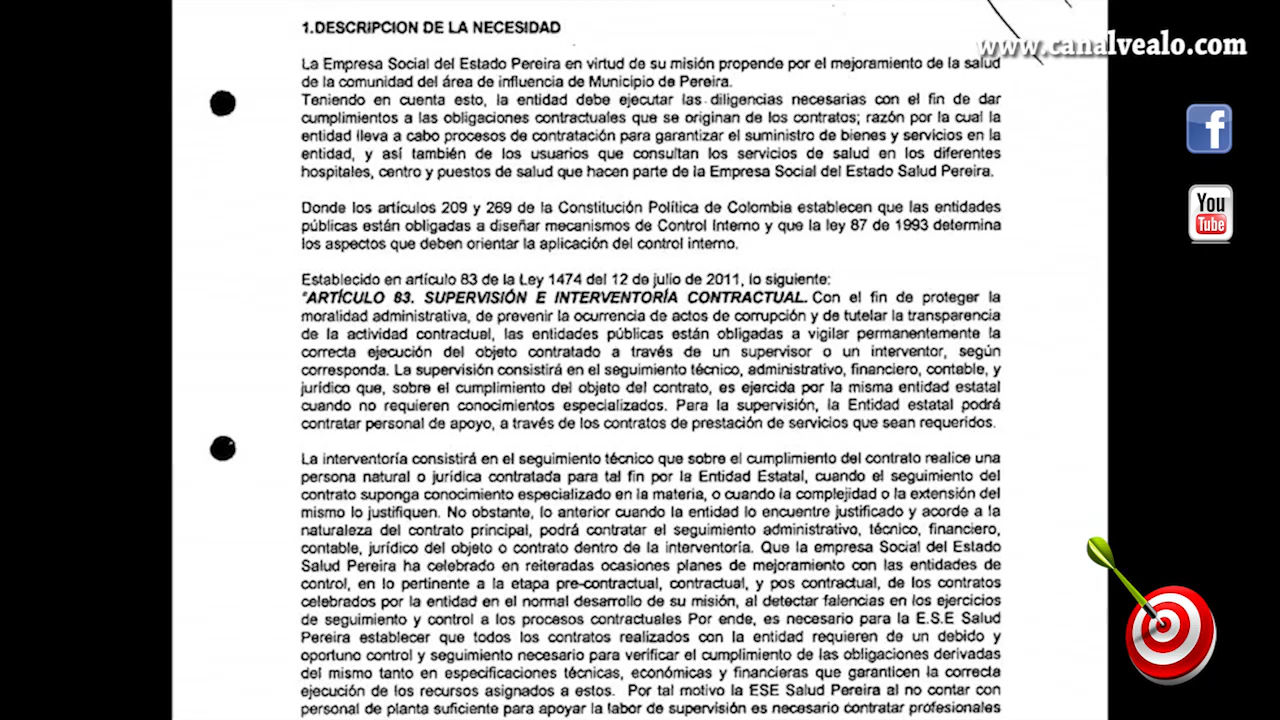 1.DESCRIPCION DE LA NECESIDAD
www.canalvealo.com
La Empresa Social del Estado Pereira en virtud de su misión propende por el mejoramiento de la salud
de la comunidad del área de influencia de Municipio de Pereira.
Teniendo en cuenta esto, la entidad debe ejecutar las diligencias necesarias con el fin de dar
cumplimientos a las obligaciones contractuales que se originan de los contratos; razón por la cual la
entidad lleva a cabo procesos de contratación para garantizar el suministro de bienes y servicios en la
entidad, y así también de los usuarios que consultan los servicios de salud en los diferentes
hospitales, centro y puestos de salud que hacen parte de la Empresa Social del Estado Salud Pereira.
Donde los artículos 209 y 269 de la Constitución Política de Colombia establecen que las entidades
públicas están obligadas a diseñar mecanismos de Control Interno y que la ley 87 de 1993 determina
los aspectos que deben orientar la aplicación del control interno.
Establecido en artículo 83 de la Ley 1474 del 12 de julio de 2011, lo siguiente:
"ARTÍCULO 83. SUPERVISIÓN E INTERVENTORÍA CONTRACTUAL. Con el fin de proteger la
moralidad administrativa, de prevenir la ocurrencia de actos de corrupción y de tutelar la transparencia
de la actividad contractual, las entidades públicas están obligadas a vigilar permanentemente la
correcta ejecución del objeto contratado a través de un supervisor o un interventor, según
corresponda. La supervisión consistirá en el seguimiento técnico, administrativo, financiero, contable, y
jurídico que, sobre el cumplimiento del objeto del contrato, es ejercida por la misma entidad estatal
cuando no requieren conocimientos especializados. Para la supervisión, la Entidad estatal podrá
contratar personal de apoyo, a través de los contratos de prestación de servicios que sean requeridos.
La interventoría consistirá en el seguimiento técnico que sobre el cumplimiento del contrato realice una
persona natural o jurídica contratada para tal fin por la Entidad Estatal, cuando el seguimiento del
contrato suponga conocimiento especializado en la materia, o cuando la complejidad o la extensión del
mismo lo justifiquen. No obstante, lo anterior cuando la entidad lo encuentre justificado y acorde a la
naturaleza del contrato principal, podrá contratar el seguimiento administrativo, técnico, financiero,
contable, jurídico del objeto o contrato dentro de la interventoría. Que la empresa Social del Estado
Salud Pereira ha celebrado en reiteradas ocasiones planes de mejoramiento con las entidades de
control, en lo pertinente a la etapa pre-contractual, contractual, y pos contractual, de los contratos
celebrados por la entidad en el normal desarrollo de su misión, al detectar falencias en los ejercicios
de seguimiento y control a los procesos contractuales Por ende, es necesario para la E.S.E Salud
Pereira establecer que todos los contratos realizados con la entidad requieren de un debido y
oportuno control y seguimiento necesario para verificar el cumplimiento de las obligaciones derivadas
del mismo tanto en especificaciones técnicas, económicas y financieras que garanticen la correcta
ejecución de los recursos asignados a estos. Por tal motivo la ESE Salud Pereira al no contar con
personal de planta suficiente para apoyar la labor de supervisión es necesario contratar profesionales
f
You
Tube